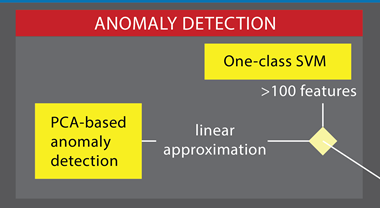 ANOMALY DETECTION
One-class SVM
>100 features
PCA-based
anomaly
detection
linear
approximation